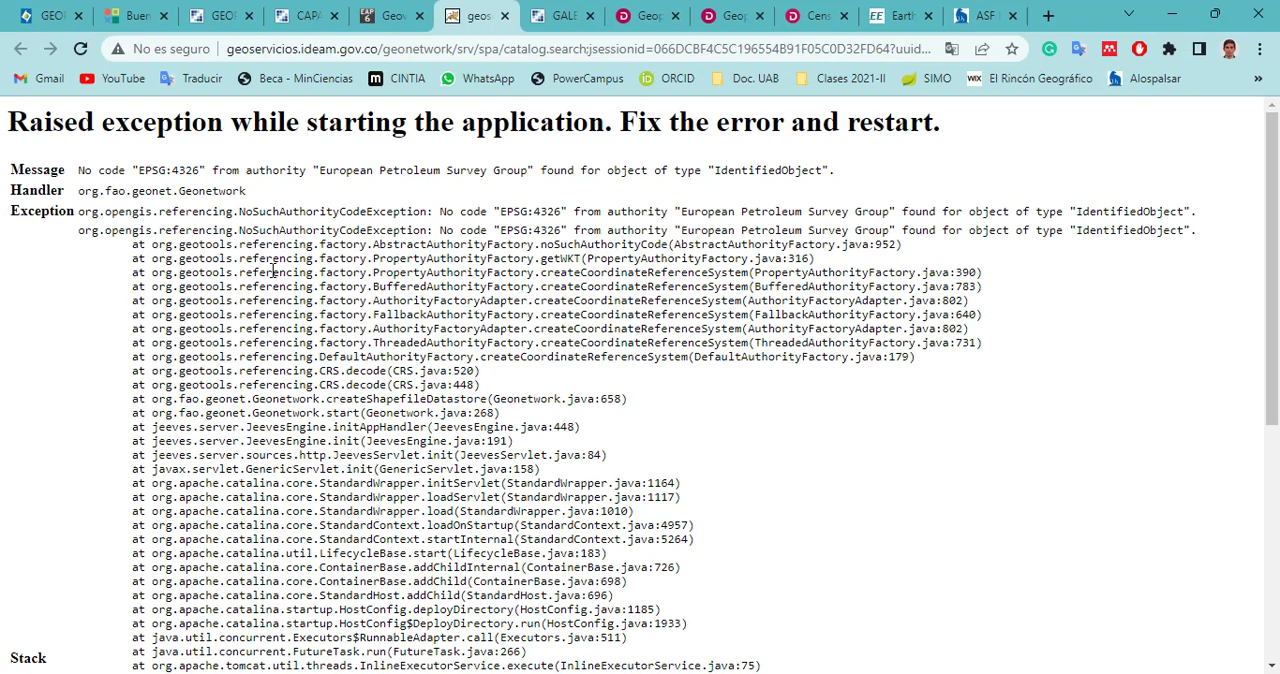 GEOF
Buen
GEOF
CAPA
Geov
geos
GALE
Geop
Geop
Cens
Earth
ASF
No es seguro
geoservicios.ideam.gov.co/geonetwork/srv/spa/catalog.search;jsessionid=066DCBF4C5C196554B91F05C0D32FD64?uuid...
Gmail
YouTube
Traducir
Beca - MinCiencias
CINTIA
WhatsApp
PowerCampus
ORCID
Doc. UAB
Clases 2021-II
SIMO
WIX El Rincón Geográfico
Alospalsar
»
Raised exception while starting the application. Fix the error and restart.
Message No code "EPSG:4326" from authority "European Petroleum Survey Group" found for object of type "IdentifiedObject".
Handler org.fao.geonet.Geonetwork
Exception org.opengis.referencing.NoSuchAuthorityCodeException: No code "EPSG:4326" from authority "European Petroleum Survey Group" found for object of type "IdentifiedObject".
org.opengis.referencing.NoSuchAuthorityCodeException: No code "EPSG:4326" from authority "European Petroleum Survey Group" found for object of type "IdentifiedObject".
at org.geotools.referencing.factory.AbstractAuthorityFactory.noSuchAuthorityCode(AbstractAuthorityFactory.java:952)
at org.geotools.referencing.factory.PropertyAuthorityFactory.getWKT(PropertyAuthorityFactory.java:316)
at org.geotools.referencing.factory.PropertyAuthorityFactory.createCoordinateReferenceSystem(PropertyAuthorityFactory.java:390)
at org.geotools.referencing.factory.BufferedAuthorityFactory.createCoordinateReferenceSystem(BufferedAuthorityFactory.java:783)
at org.geotools.referencing.factory.AuthorityFactoryAdapter.createCoordinateReferenceSystem(AuthorityFactoryAdapter.java:802)
at org.geotools.referencing.factory.FallbackAuthorityFactory.createCoordinateReferenceSystem(FallbackAuthorityFactory.java:640)
at org.geotools.referencing.factory.AuthorityFactoryAdapter.createCoordinateReferenceSystem(AuthorityFactoryAdapter.java:802)
at org.geotools.referencing.factory.ThreadedAuthorityFactory.createCoordinateReferenceSystem(ThreadedAuthorityFactory.java:731)
at org.geotools.referencing.DefaultAuthorityFactory.createCoordinateReferenceSystem(DefaultAuthorityFactory.java:179)
at org.geotools.referencing.CRS.decode(CRS.java:520)
at org.geotools.referencing.CRS.decode(CRS.java:448)
at org.fao.geonet.Geonetwork.createShapefileDatastore(Geonetwork.java:658)
at org.fao.geonet.Geonetwork.start(Geonetwork.java:268)
at jeeves.server.JeevesEngine.initAppHandler(JeevesEngine.java:448)
at jeeves.server.JeevesEngine.init(JeevesEngine.java:191)
at jeeves.server.sources.http.JeevesServlet.init(JeevesServlet.java:84)
at javax.servlet.GenericServlet.init(GenericServlet.java:158)
at org.apache.catalina.core.StandardWrapper.initServlet(StandardWrapper.java:1164)
at org.apache.catalina.core.StandardWrapper.loadServlet(StandardWrapper.java:1117)
at org.apache.catalina.core.StandardWrapper.load(StandardWrapper.java:1010)
at org.apache.catalina.core.StandardContext.loadOnStartup(StandardContext.java:4957)
at org.apache.catalina.core.StandardContext.startInternal(StandardContext.java:5264)
at org.apache.catalina.util.LifecycleBase.start(LifecycleBase.java:183)
at org.apache.catalina.core.ContainerBase.addChildInternal(ContainerBase.java:726)
at org.apache.catalina.core.ContainerBase.addChild(ContainerBase.java:698)
at org.apache.catalina.core.StandardHost.addChild(StandardHost.java:696)
at org.apache.catalina.startup.HostConfig.deployDirectory(HostConfig.java:1185)
at org.apache.catalina.startup.HostConfig$DeployDirectory.run(HostConfig.java:1933)
at java.util.concurrent.Executors$RunnableAdapter.call(Executors.java:511)
at java.util.concurrent.FutureTask.run(FutureTask.java:266)
Stack
at org.apache.tomcat.util.threads.InlineExecutorService.execute(InlineExecutorService.java:75)